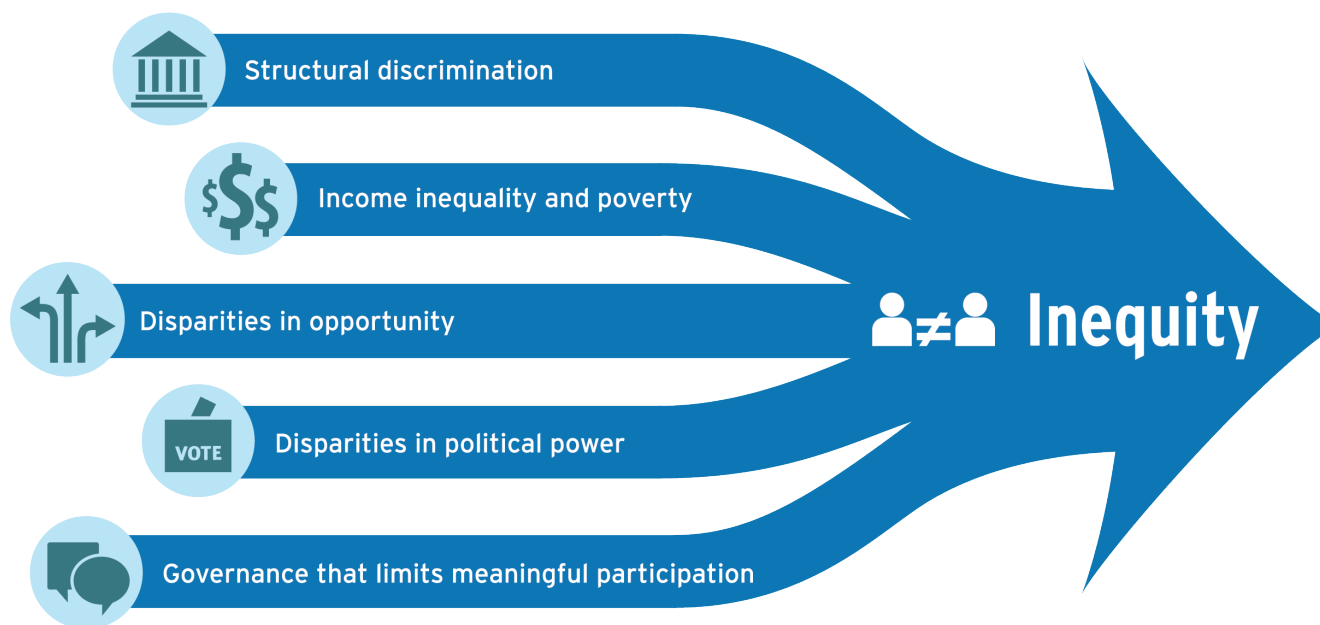 Structural discrimination
Income inequality and poverty
Disparities in opportunity
≠ Inequity
VOTE
Disparities in political power
Governance that limits meaningful participation